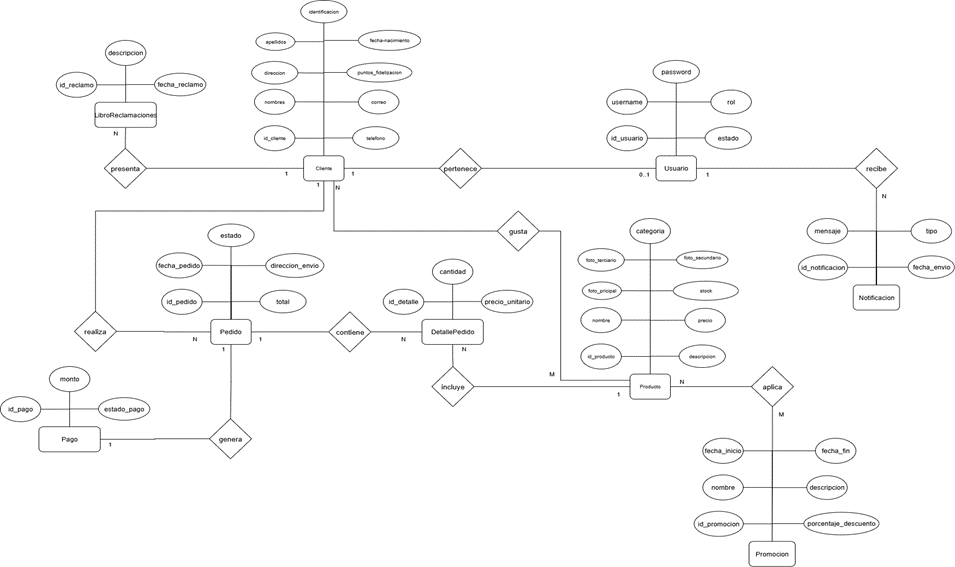 identificacion
apellidos
fecha-nacimiento
descripcion
direccion
puntos_fidelizacion
password
id_reclamo
fecha_reclamo
nombres
correo
username
rol
LibroReclamaciones
N
id_cliente
telefono
id_usuario
estado
presenta
1
Cliente
1
pertenece
0..1
Usuario
1
recibe
1
N
N
gusta
categoria
mensaje
tipo
estado
foto_terciario
foto_secundario
fecha_pedido
direccion_envio
cantidad
id_notificacion
fecha_envio
id_pedido
total
id_detalle
precio_unitario
foto_pricipal
stock
Notificacion
nombre
precio
realiza
N
Pedido
1
contiene
N
DetallePedido
1
N
id_producto
descripcion
monto
M
incluye
1
Producto
N
aplica
id_pago
estado_pago
M
Pago
1
genera
fecha_inicio
fecha_fin
nombre
descripcion
id_promocion
porcentaje_descuento
Promocion